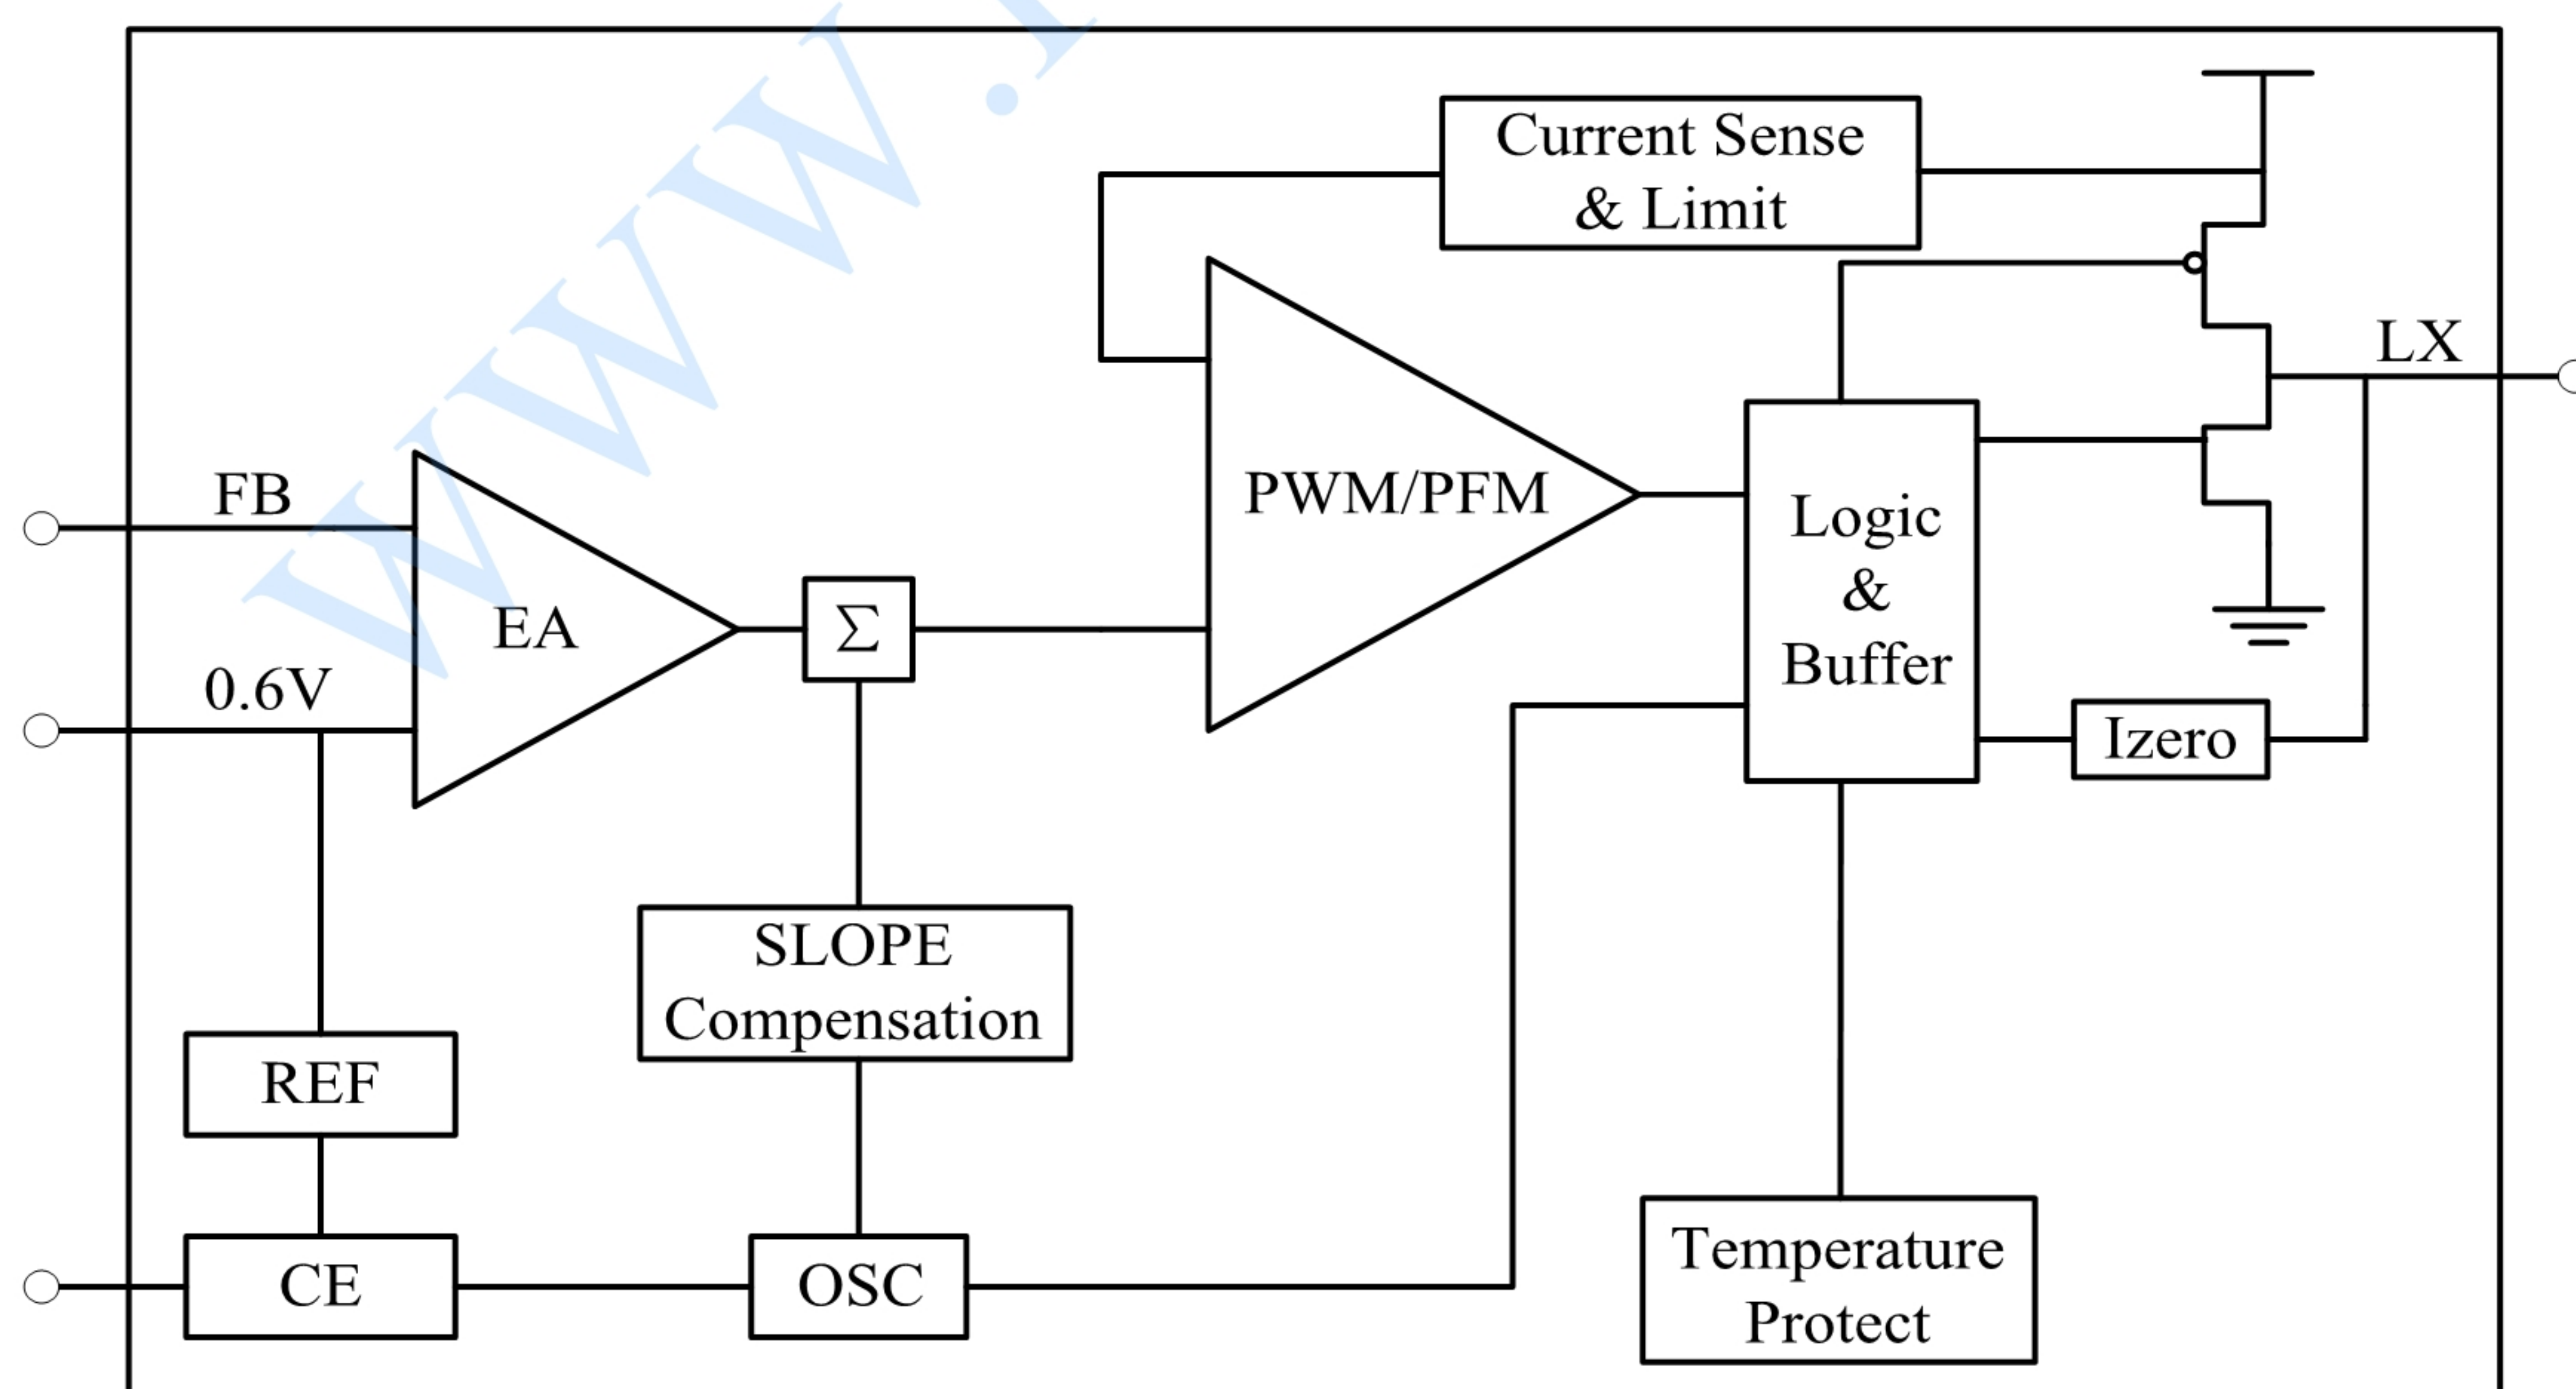 www.
Current Sense
& Limit
LX
FB
PWM/PFM
Logic
&
Buffer
EA
Σ
0.6V
Izero
SLOPE
Compensation
REF
CE
OSC
Temperature
Protect